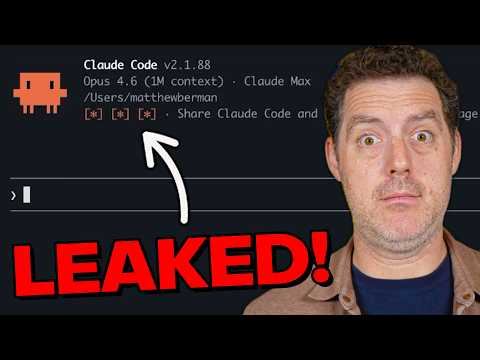 Claude Code v2.1.88
Opus 4.6 (1M context) · Claude Max
/Users/matthewberman
[*] [*] [*] · Share Claude Code and
❯
LEAKED!